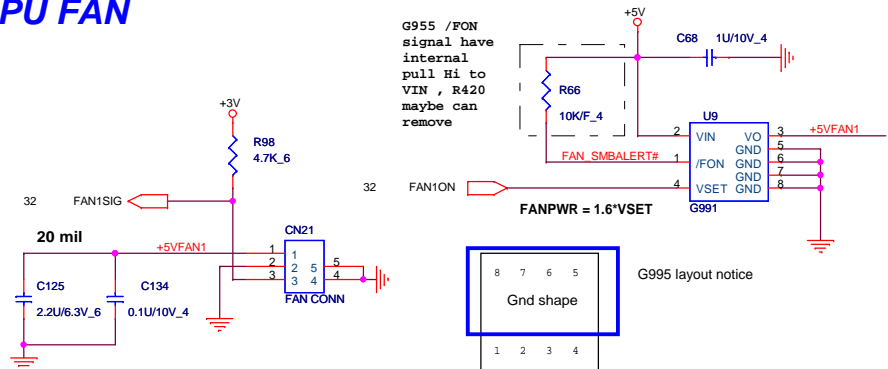 PU FAN
G955 /FON
signal have
internal
pull Hi to
VIN , R420
maybe can
remove
+5V
C68 1U/10V_4
R66
10K/F_4
U9
2 VIN VO 3 +5VFAN1
GND 5
FAN_SMBALERT# 1 /FON GND 6
GND 7
32 FAN1ON 4 VSET GND 8
G991
FANPWR = 1.6*VSET
+3V
R98
4.7K_6
32 FAN1SIG
CN21
20 mil
+5VFAN1 1 1
2 2 5 5
3 3 4 4
FAN CONN
C125
2.2U/6.3V_6
C134
0.1U/10V_4
G995 layout notice
8 7 6 5
Gnd shape
1 2 3 4